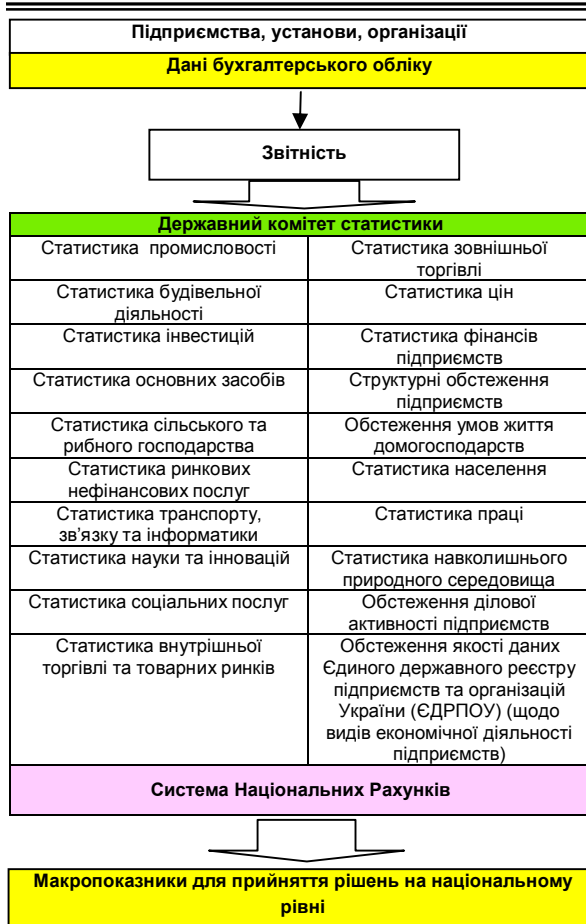 Підприємства, установи, організації
Дані бухгалтерського обліку
Звітність
Державний комітет статистики
Статистика промисловості
Статистика зовнішньої
торгівлі
Статистика будівельної
діяльності
Статистика цін
Статистика інвестицій
Статистика фінансів
підприємств
Статистика основних засобів
Структурні обстеження
підприємств
Статистика сільського та
рибного господарства
Обстеження умов життя
домогосподарств
Статистика ринкових
нефінансових послуг
Статистика населення
Статистика транспорту,
зв’язку та інформатики
Статистика праці
Статистика науки та інновацій
Статистика навколишнього
природного середовища
Статистика соціальних послуг
Обстеження ділової
активності підприємств
Статистика внутрішньої
торгівлі та товарних ринків
Обстеження якості даних
Єдиного державного реєстру
підприємств та організацій
України (ЄДРПОУ) (щодо
видів економічної діяльності
підприємств)
Система Національних Рахунків
Макропоказники для прийняття рішень на національному
рівні